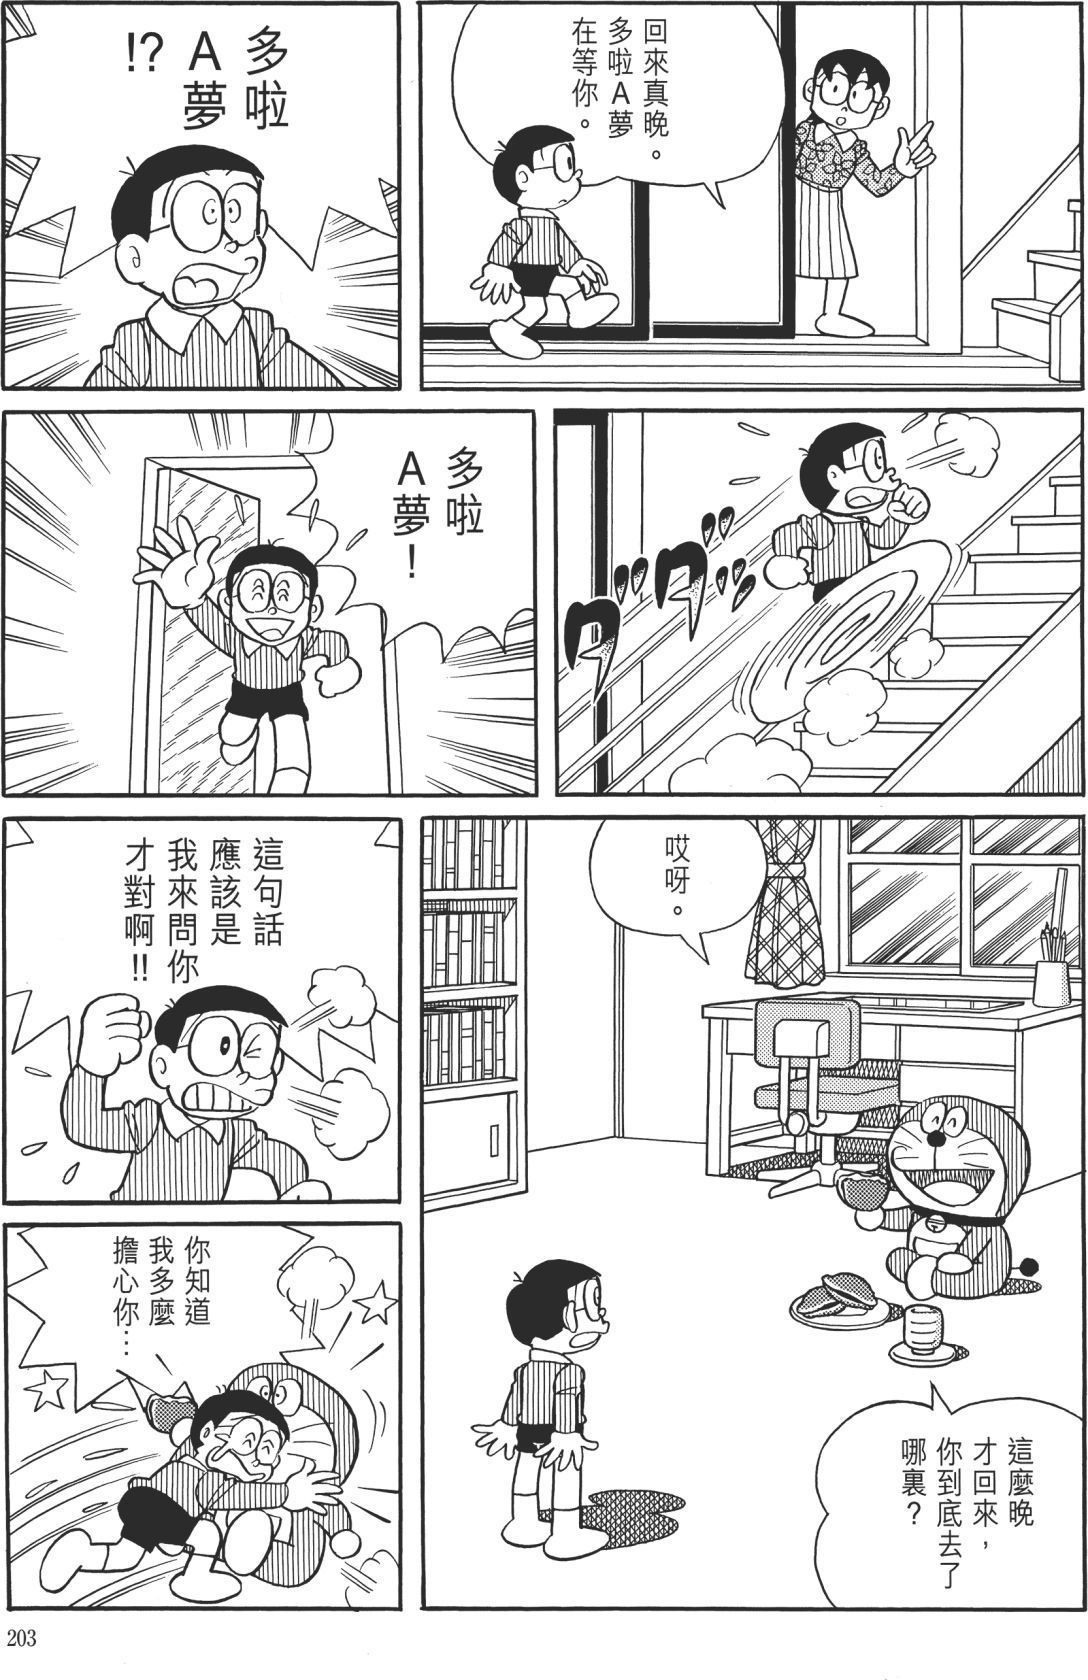 回來真晚。
多啦A夢
在等你。
多啦
A夢
!?
ダダッ
多啦
A夢!
哎呀。
這麼晚
才回來，
你到底去了
哪裏？
這句話
應該是
我來問你
才對啊!!
你知道
我多麼
擔心你…
203